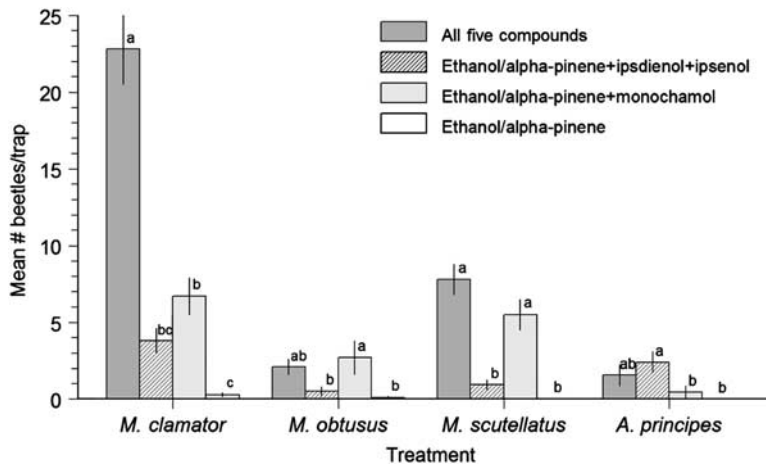 25
20
15
10
5
0
Mean # beetles/trap
All five compounds
Ethanol/alpha-pinene+ipsdienol+ipsenol
Ethanol/alpha-pinene+monochamol
Ethanol/alpha-pinene
a
bc
b
c
ab
b
a
b
a
b
a
b
ab
a
b
b
M. clamator
M. obtusus
M. scutellatus
A. principes
Treatment